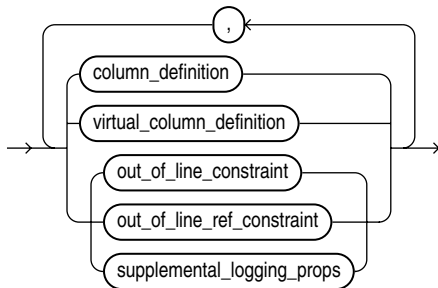 ,
column_definition
virtual_column_definition
out_of_line_constraint
out_of_line_ref_constraint
supplemental_logging_props